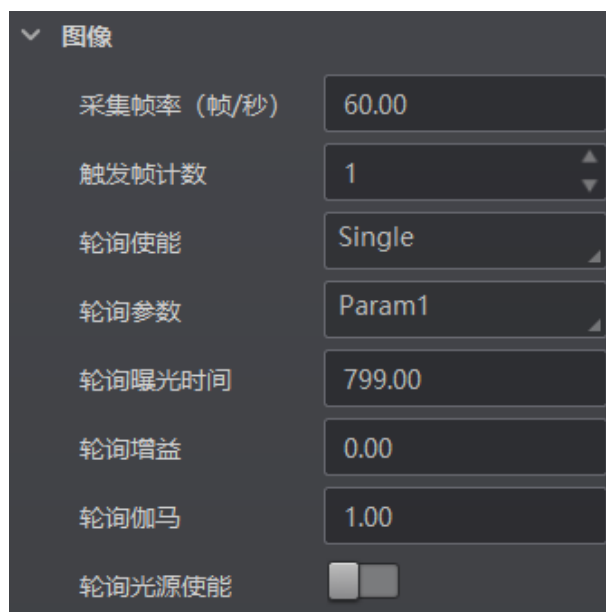 图像
采集帧率（帧/秒） 60.00
触发帧计数 1
轮询使能 Single
轮询参数 Param1
轮询曝光时间 799.00
轮询增益 0.00
轮询伽马 1.00
轮询光源使能